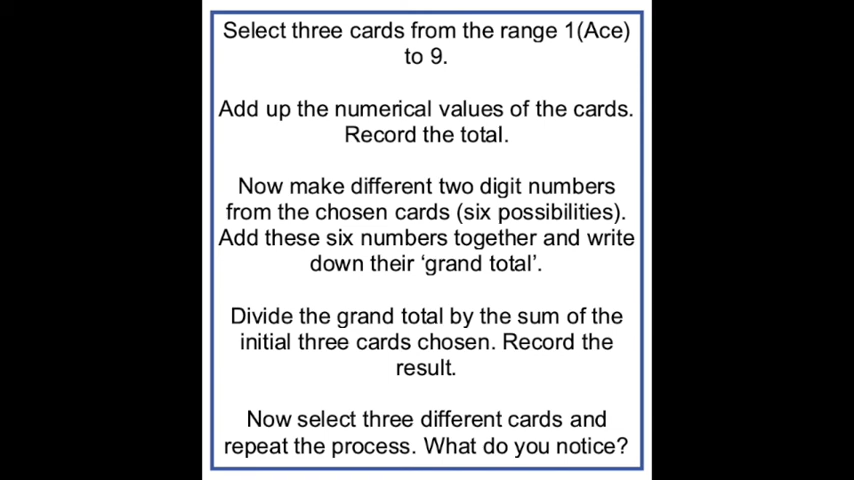 Select three cards from the range 1(Ace)
to 9.
Add up the numerical values of the cards.
Record the total.
Now make different two digit numbers
from the chosen cards (six possibilities).
Add these six numbers together and write
down their ‘grand total’.
Divide the grand total by the sum of the
initial three cards chosen. Record the
result.
Now select three different cards and
repeat the process. What do you notice?